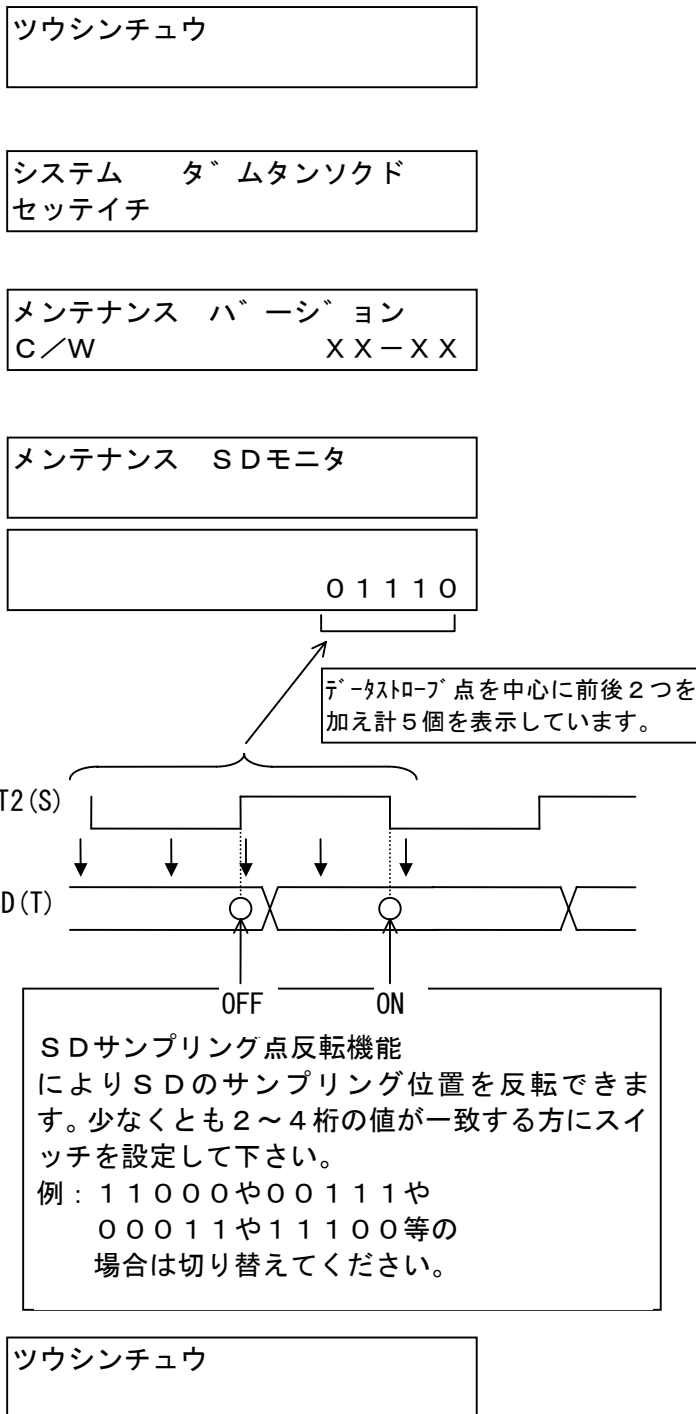 ツウシンチュウ
システム　　タ゛ムタンソクド
セッテイチ
メンテナンス　ハ゛ーシ゛ョン
Ｃ／Ｗ　　　　　　　ＸＸ－ＸＸ
メンテナンス　ＳＤモニタ
０１１１０
ﾃﾞｰﾀｽﾄﾛｰﾌﾞ点を中心に前後２つを
加え計５個を表示しています。
T2(S)
D(T)
OFF　ON
ＳＤサンプリング点反転機能
によりＳＤのサンプリング位置を反転できま
す。少なくとも２～４桁の値が一致する方にスイ
ッチを設定して下さい。
例：１１０００や００１１１や
０００１１や１１１００等の
場合は切り替えてください。
ツウシンチュウ